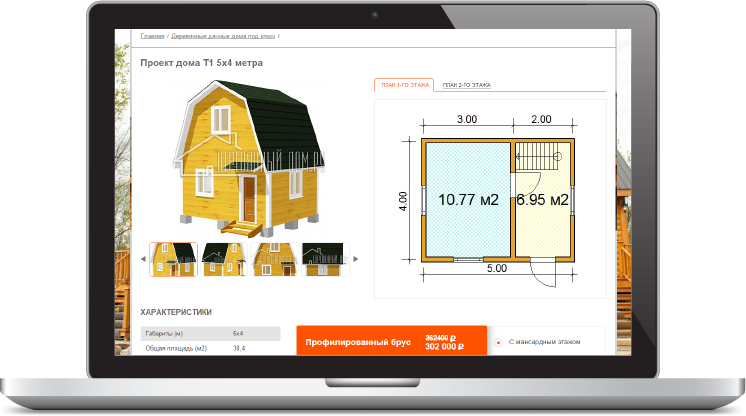 Главная / Деревянные дачные дома под ключ /
Проект дома Т1 5х4 метра
ПЛАН 1-ГО ЭТАЖА
ПЛАН 2-ГО ЭТАЖА
3.00
2.00
4.00
10.77 м2
6.95 м2
5.00
ХАРАКТЕРИСТИКИ
Габариты (м)
5х4
Общая площадь (м2)
30,4
Профилированный брус
362400 ₽
302 000 ₽
С мансардным этажом